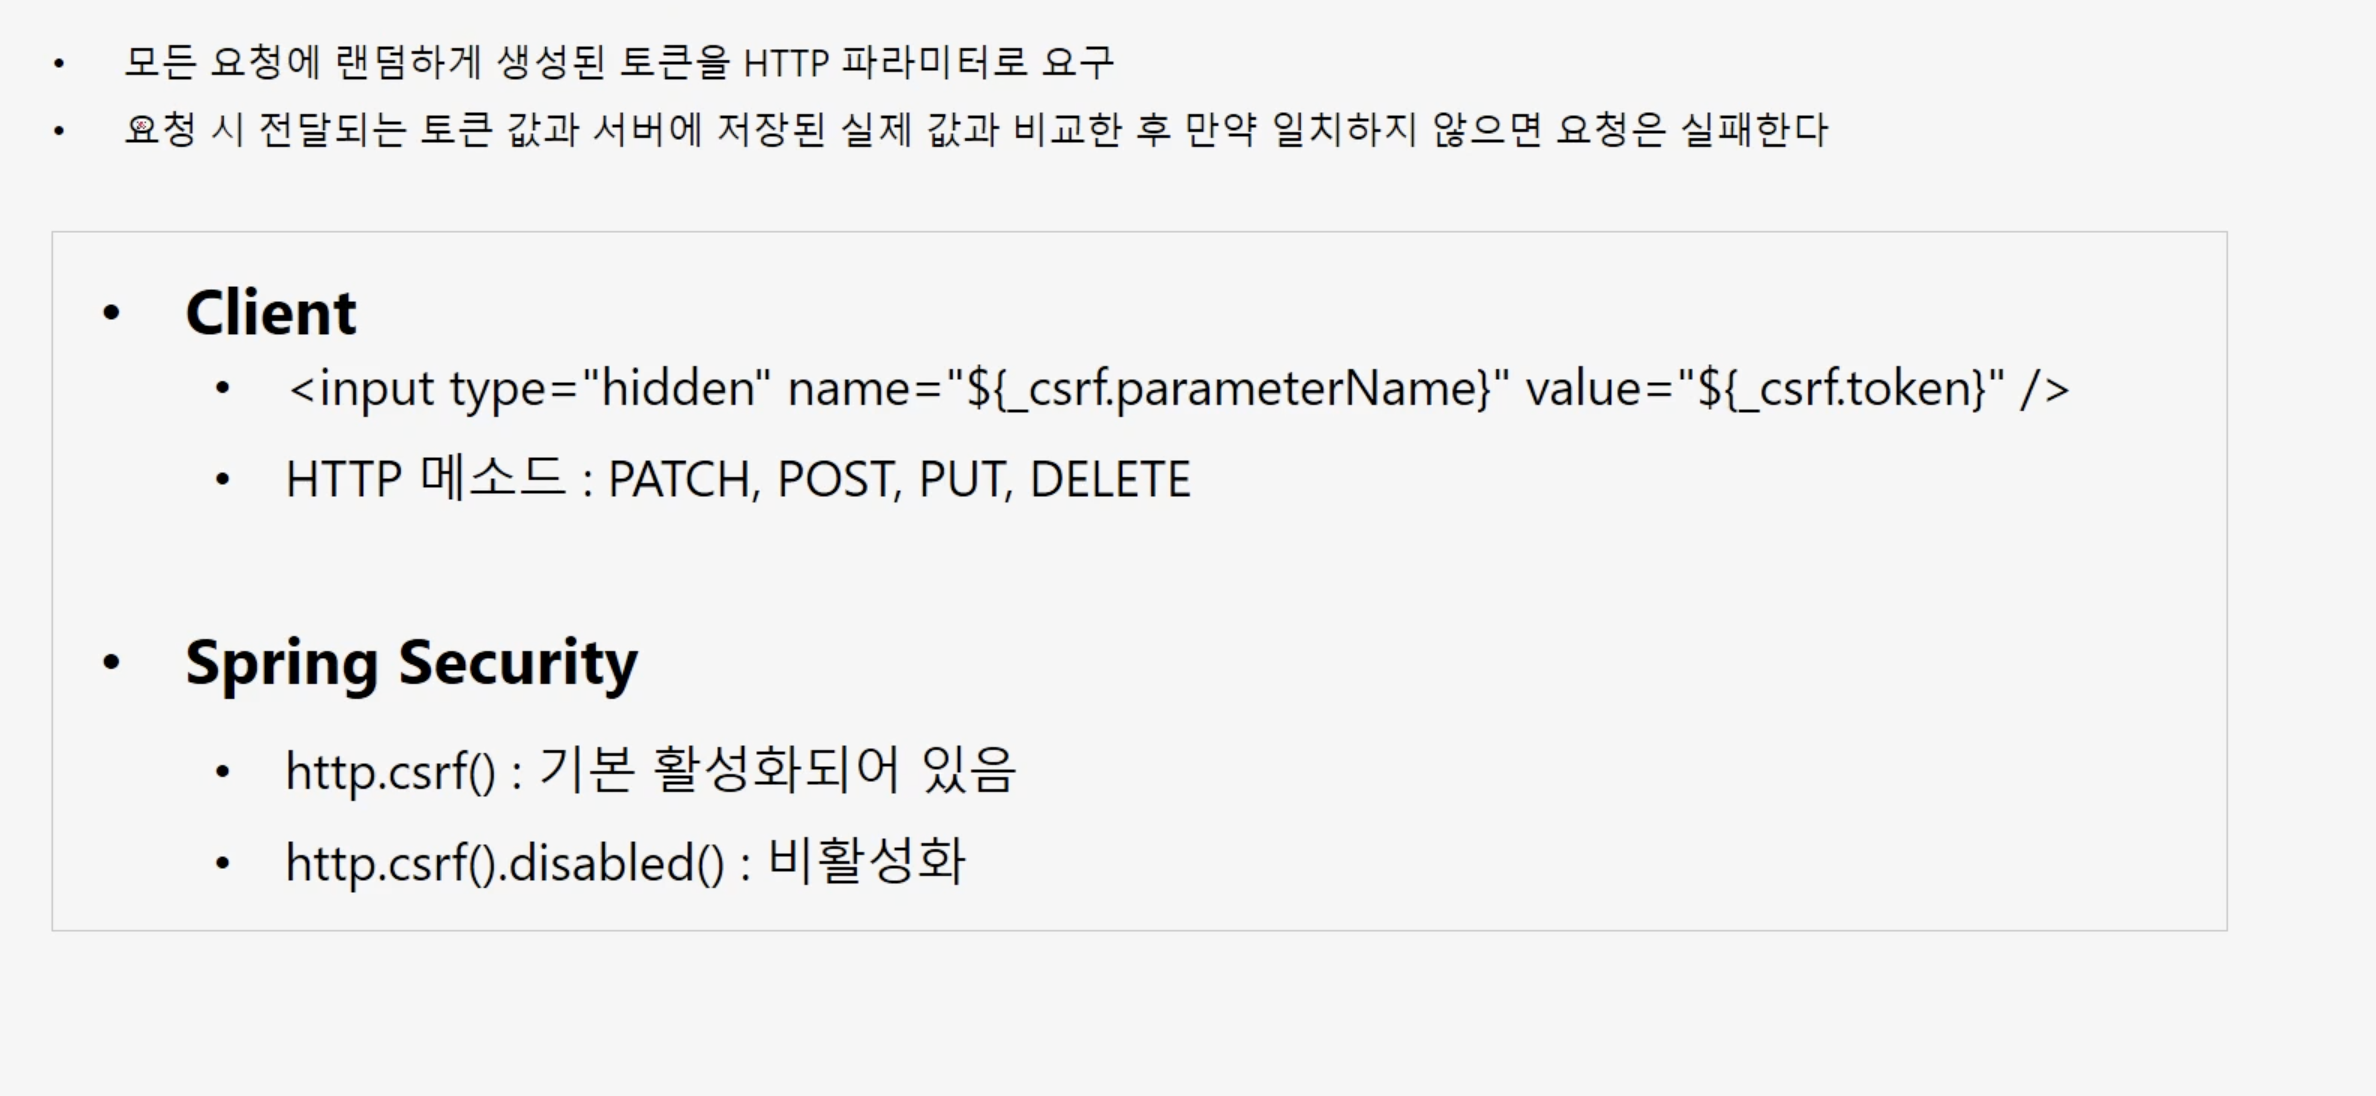 • 모든 요청에 랜덤하게 생성된 토큰을 HTTP 파라미터로 요구
• 요청 시 전달되는 토큰 값과 서버에 저장된 실제 값과 비교한 후 만약 일치하지 않으면 요청은 실패한다
• Client
• <input type="hidden" name="${_csrf.parameterName}" value="${_csrf.token}" />
• HTTP 메소드 : PATCH, POST, PUT, DELETE
• Spring Security
• http.csrf() : 기본 활성화되어 있음
• http.csrf().disabled() : 비활성화